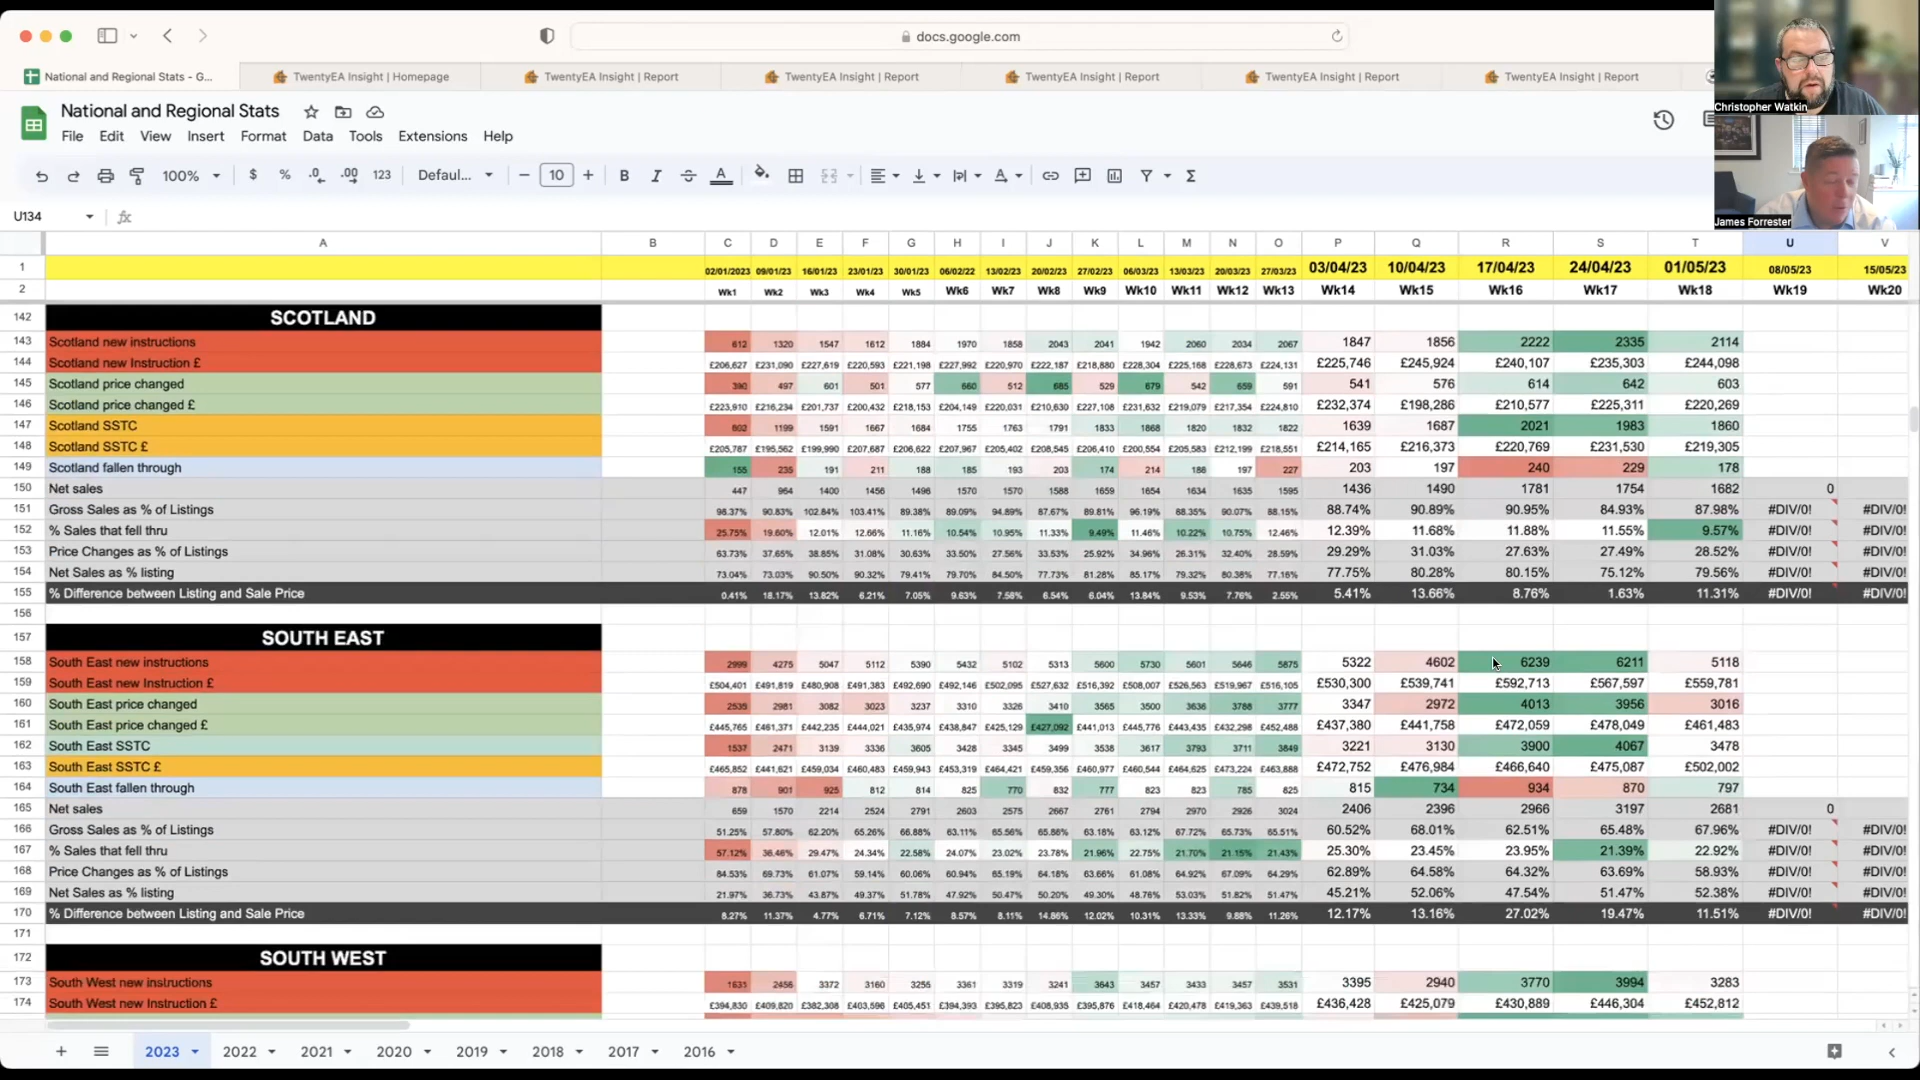 docs.google.com
National and Regional Stats - G...
TwentyEA Insight | Homepage
TwentyEA Insight | Report
TwentyEA Insight | Report
TwentyEA Insight | Report
TwentyEA Insight | Report
TwentyEA Insight | Report
Christopher Watkin
James Forrester
National and Regional Stats
File Edit View Insert Format Data Tools Extensions Help
100% $ % .0 .00 123 Defaul... − 10 + B I A Σ
U134 fx
A B C D E F G H I J K L M N O P Q R S T U V
1 02/01/2023 09/01/23 16/01/23 23/01/23 30/01/23 06/02/22 13/02/23 20/02/23 27/02/23 06/03/23 13/03/23 20/03/23 27/03/23 03/04/23 10/04/23 17/04/23 24/04/23 01/05/23 08/05/23 15/05/23
2 Wk1 Wk2 Wk3 Wk4 Wk5 Wk6 Wk7 Wk8 Wk9 Wk10 Wk11 Wk12 Wk13 Wk14 Wk15 Wk16 Wk17 Wk18 Wk19 Wk20
142 SCOTLAND
143 Scotland new instructions 612 1320 1547 1612 1884 1970 1858 2043 2041 1942 2060 2034 2067 1847 1856 2222 2335 2114
144 Scotland new Instruction £ £206,627 £231,090 £227,619 £220,593 £221,198 £227,992 £220,970 £222,187 £218,880 £228,304 £225,168 £228,673 £224,131 £225,746 £245,924 £240,107 £235,303 £244,098
145 Scotland price changed 390 497 601 501 577 660 512 685 529 679 542 659 591 541 576 614 642 603
146 Scotland price changed £ £223,910 £216,234 £201,737 £200,432 £218,153 £204,149 £220,031 £210,630 £227,108 £231,632 £219,079 £217,354 £224,810 £232,374 £198,286 £210,577 £225,311 £220,269
147 Scotland SSTC 602 1199 1591 1667 1684 1755 1763 1791 1833 1868 1820 1832 1822 1639 1687 2021 1983 1860
148 Scotland SSTC £ £205,787 £195,562 £199,990 £207,687 £206,622 £207,967 £205,402 £208,545 £206,410 £200,554 £205,583 £212,199 £218,551 £214,165 £216,373 £220,769 £231,530 £219,305
149 Scotland fallen through 155 235 191 211 188 185 193 203 174 214 186 197 227 203 197 240 229 178
150 Net sales 447 964 1400 1456 1496 1570 1570 1588 1659 1654 1634 1635 1595 1436 1490 1781 1754 1682 0
151 Gross Sales as % of Listings 98.37% 90.83% 102.84% 103.41% 89.38% 89.09% 94.89% 87.67% 89.81% 96.19% 88.35% 90.07% 88.15% 88.74% 90.89% 90.95% 84.93% 87.98% #DIV/0! #DIV/0!
152 % Sales that fell thru 25.75% 19.60% 12.01% 12.66% 11.16% 10.54% 10.95% 11.33% 9.49% 11.46% 10.22% 10.75% 12.46% 12.39% 11.68% 11.88% 11.55% 9.57% #DIV/0! #DIV/0!
153 Price Changes as % of Listings 63.73% 37.65% 38.85% 31.08% 30.63% 33.50% 27.56% 33.53% 25.92% 34.96% 26.31% 32.40% 28.59% 29.29% 31.03% 27.63% 27.49% 28.52% #DIV/0! #DIV/0!
154 Net Sales as % listing 73.04% 73.03% 90.50% 90.32% 79.41% 79.70% 84.50% 77.73% 81.28% 85.17% 79.32% 80.38% 77.16% 77.75% 80.28% 80.15% 75.12% 79.56% #DIV/0! #DIV/0!
155 % Difference between Listing and Sale Price 0.41% 18.17% 13.82% 6.21% 7.05% 9.63% 7.58% 6.54% 6.04% 13.84% 9.53% 7.76% 2.55% 5.41% 13.66% 8.76% 1.63% 11.31% #DIV/0! #DIV/0!
156
157 SOUTH EAST
158 South East new instructions 2999 4275 5047 5112 5390 5432 5102 5313 5600 5730 5601 5646 5875 5322 4602 6239 6211 5118
159 South East new Instruction £ £504,401 £491,819 £480,908 £491,383 £492,690 £492,146 £502,095 £527,632 £516,392 £508,007 £526,563 £519,967 £516,105 £530,300 £539,741 £592,713 £567,597 £559,781
160 South East price changed 2535 2981 3082 3023 3237 3310 3326 3410 3565 3500 3636 3788 3777 3347 2972 4013 3956 3016
161 South East price changed £ £445,765 £461,371 £442,235 £444,021 £435,974 £438,847 £425,129 £427,092 £441,013 £445,776 £443,435 £432,298 £452,488 £437,380 £441,758 £472,059 £478,049 £461,483
162 South East SSTC 1537 2471 3139 3336 3605 3428 3345 3499 3538 3617 3793 3711 3849 3221 3130 3900 4067 3478
163 South East SSTC £ £465,852 £441,621 £459,034 £460,483 £459,943 £453,319 £464,421 £459,356 £460,977 £460,544 £464,625 £473,224 £463,888 £472,752 £476,984 £466,640 £475,087 £502,002
164 South East fallen through 878 901 925 812 814 825 770 832 777 823 823 785 825 815 734 934 870 797
165 Net sales 659 1570 2214 2524 2791 2603 2575 2667 2761 2794 2970 2926 3024 2406 2396 2966 3197 2681 0
166 Gross Sales as % of Listings 51.25% 57.80% 62.20% 65.26% 66.88% 63.11% 65.56% 65.86% 63.18% 63.12% 67.72% 65.73% 65.51% 60.52% 68.01% 62.51% 65.48% 67.96% #DIV/0! #DIV/0!
167 % Sales that fell thru 57.12% 36.46% 29.47% 24.34% 22.58% 24.07% 23.02% 23.78% 21.96% 22.75% 21.70% 21.15% 21.43% 25.30% 23.45% 23.95% 21.39% 22.92% #DIV/0! #DIV/0!
168 Price Changes as % of Listings 84.53% 69.73% 61.07% 59.14% 60.06% 60.94% 65.19% 64.18% 63.66% 61.08% 64.92% 67.09% 64.29% 62.89% 64.58% 64.32% 63.69% 58.93% #DIV/0! #DIV/0!
169 Net Sales as % listing 21.97% 36.73% 43.87% 49.37% 51.78% 47.92% 50.47% 50.20% 49.30% 48.76% 53.03% 51.82% 51.47% 45.21% 52.06% 47.54% 51.47% 52.38% #DIV/0! #DIV/0!
170 % Difference between Listing and Sale Price 8.27% 11.37% 4.77% 6.71% 7.12% 8.57% 8.11% 14.86% 12.02% 10.31% 13.33% 9.88% 11.26% 12.17% 13.16% 27.02% 19.47% 11.51% #DIV/0! #DIV/0!
171
172 SOUTH WEST
173 South West new instructions 1631 2456 3372 3160 3256 3361 3319 3241 3643 3457 3433 3457 3531 3395 2940 3770 3994 3283
174 South West new Instruction £ £394,830 £409,820 £382,308 £403,596 £405,451 £394,393 £395,823 £408,935 £395,876 £418,464 £420,478 £419,363 £439,518 £436,428 £425,079 £430,889 £446,304 £452,812
2023 2022 2021 2020 2019 2018 2017 2016